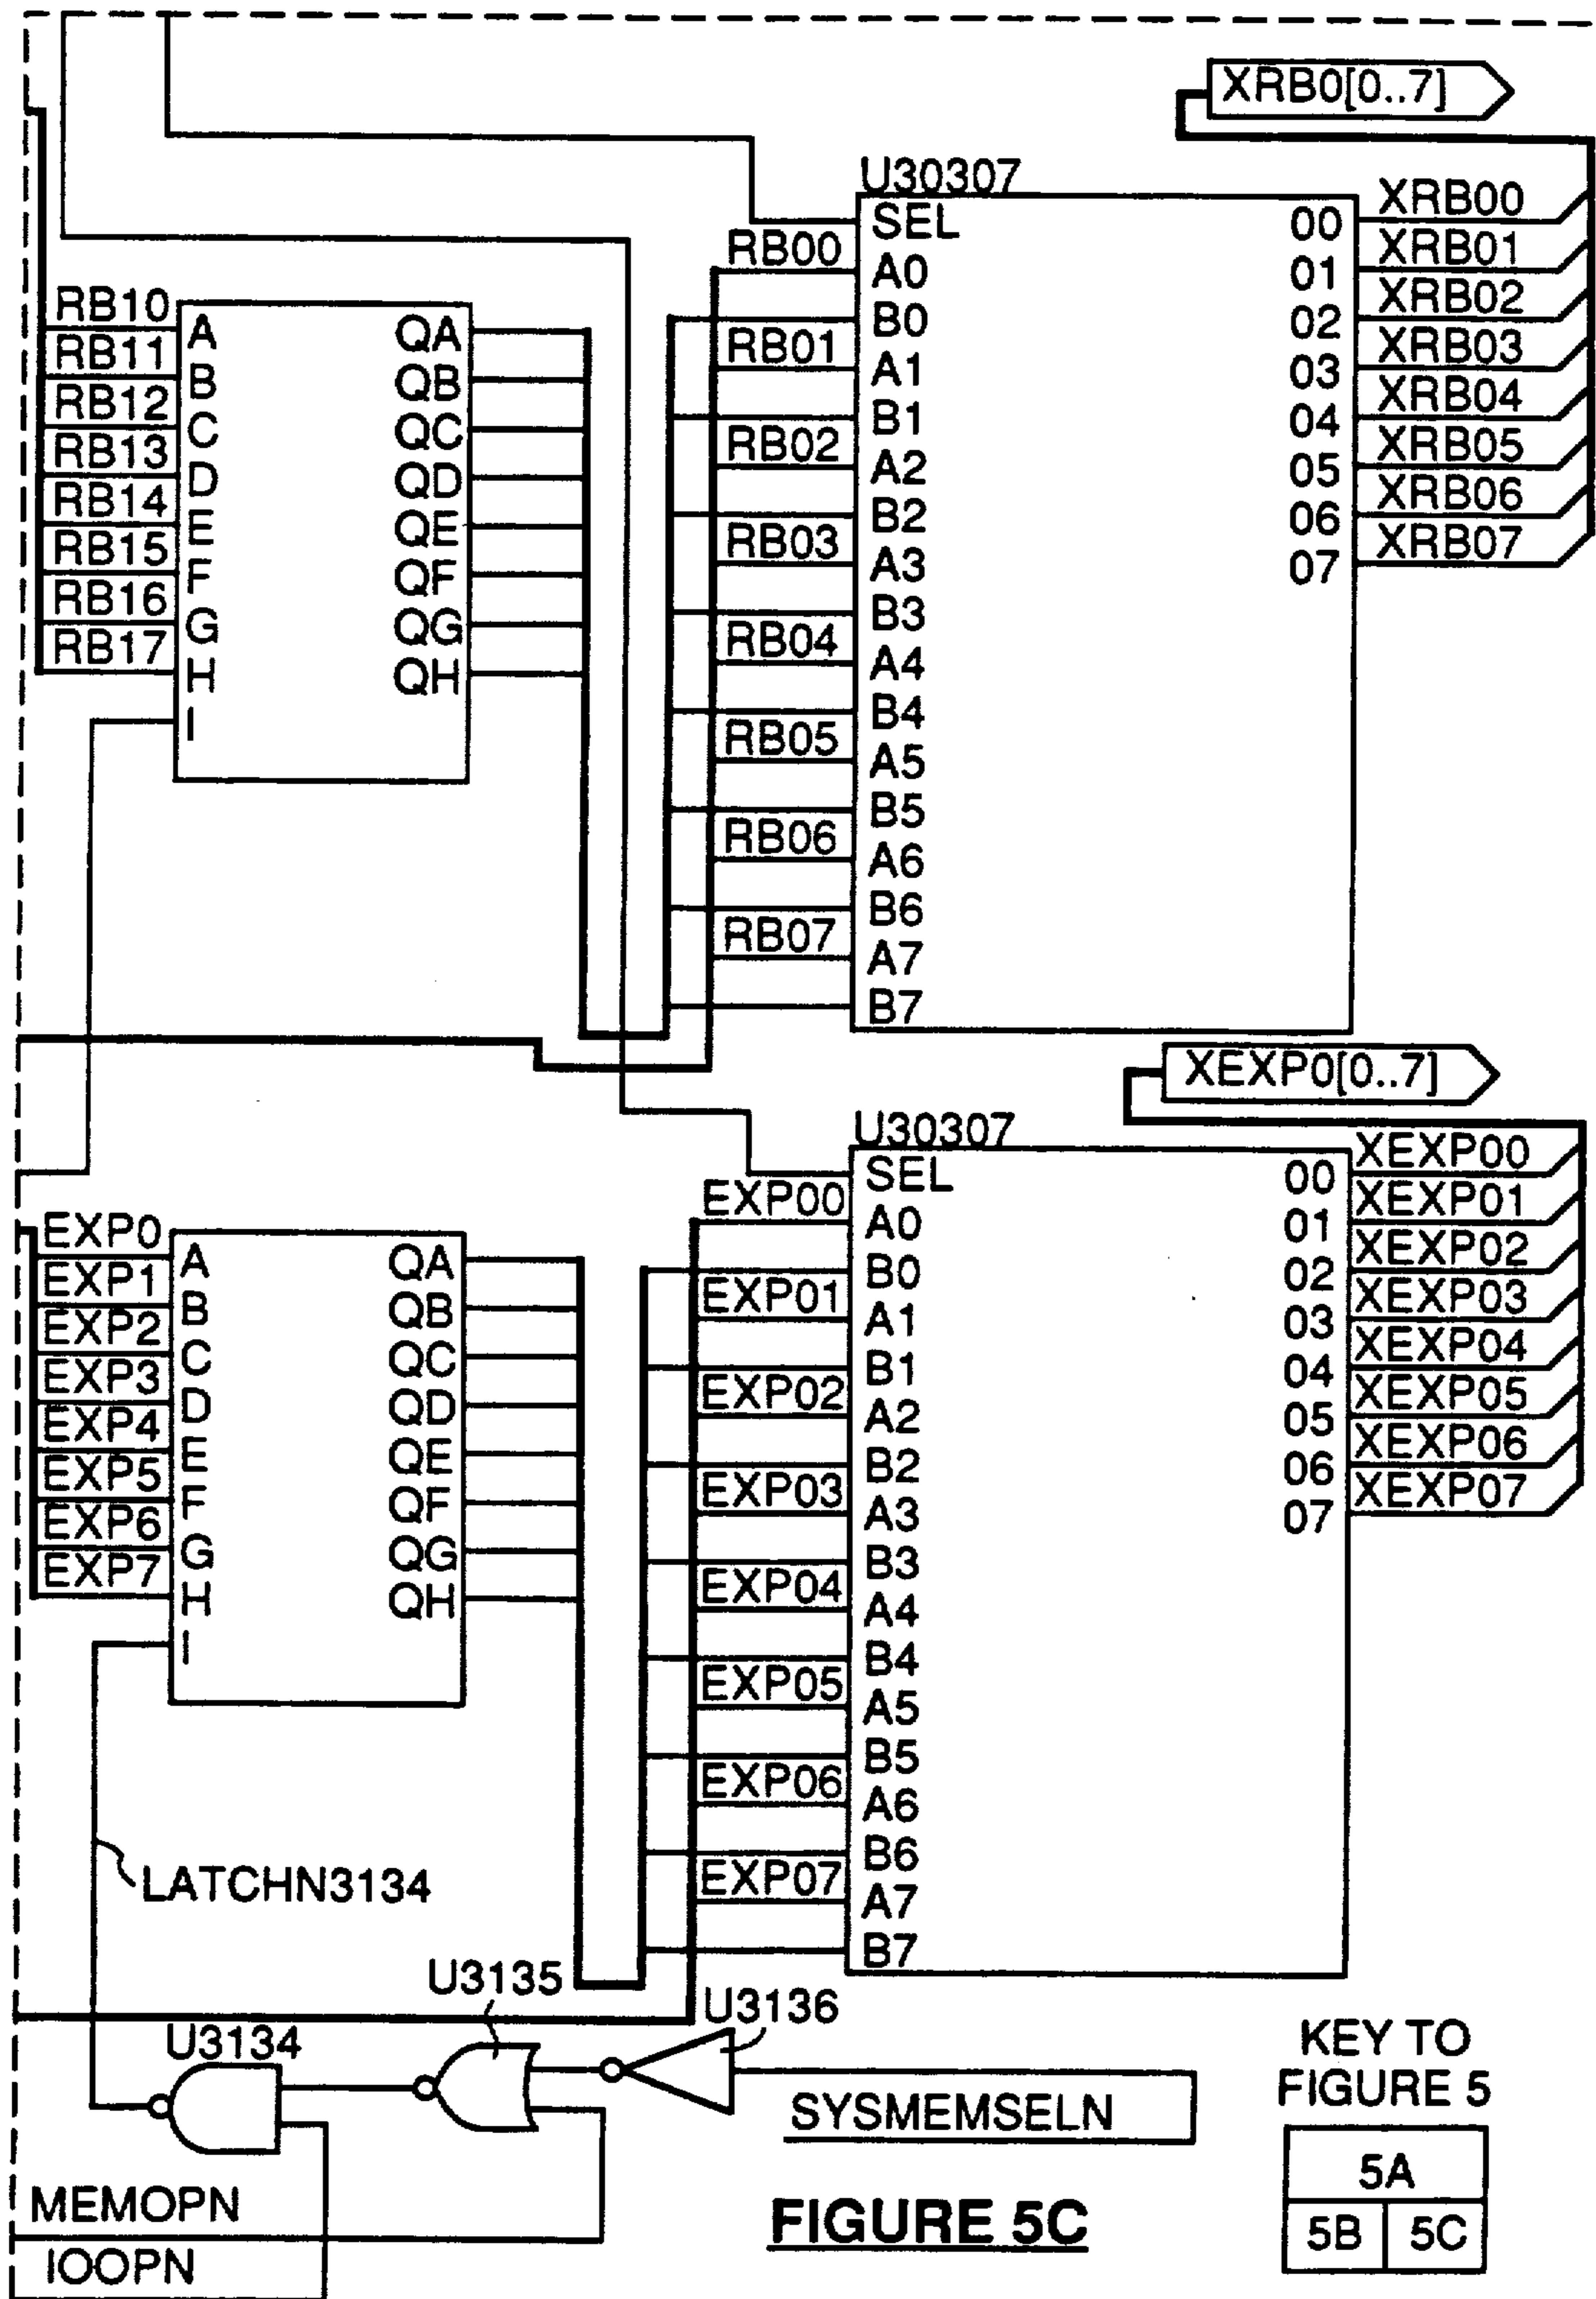 XRB0[0..7]
U30307
SEL
RB00
A0
B0
RB01
A1
B1
RB02
A2
B2
RB03
A3
B3
RB04
A4
B4
RB05
A5
B5
RB06
A6
B6
RB07
A7
B7
00
XRB00
01
XRB01
02
XRB02
03
XRB03
04
XRB04
05
XRB05
06
XRB06
07
XRB07
RB10
A
QA
RB11
B
QB
RB12
C
QC
RB13
D
QD
RB14
E
QE
RB15
F
QF
RB16
G
QG
RB17
H
QH
I
XEXP0[0..7]
U30307
SEL
EXP00
A0
B0
EXP01
A1
B1
EXP02
A2
B2
EXP03
A3
B3
EXP04
A4
B4
EXP05
A5
B5
EXP06
A6
B6
EXP07
A7
B7
00
XEXP00
01
XEXP01
02
XEXP02
03
XEXP03
04
XEXP04
05
XEXP05
06
XEXP06
07
XEXP07
EXP0
A
QA
EXP1
B
QB
EXP2
C
QC
EXP3
D
QD
EXP4
E
QE
EXP5
F
QF
EXP6
G
QG
EXP7
H
QH
I
LATCHN3134
U3135
U3136
U3134
SYSMEMSELN
MEMOPN
IOOPN
FIGURE 5C
KEY TO
FIGURE 5
5A
5B
5C